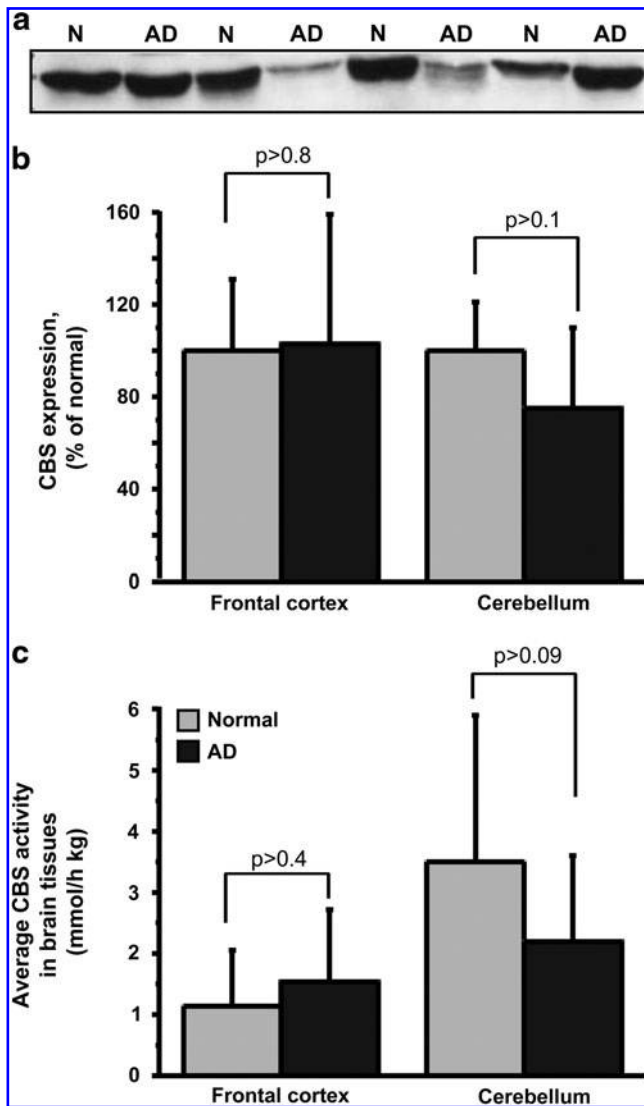 a
N AD N AD N AD N AD
b
p>0.8
p>0.1
CBS expression,
(% of normal)
160
120
80
40
0
Frontal cortex Cerebellum
c
p>0.09
Normal
AD
p>0.4
Average CBS activity
in brain tissues
(mmol/h kg)
6
5
4
3
2
1
0
Frontal cortex Cerebellum